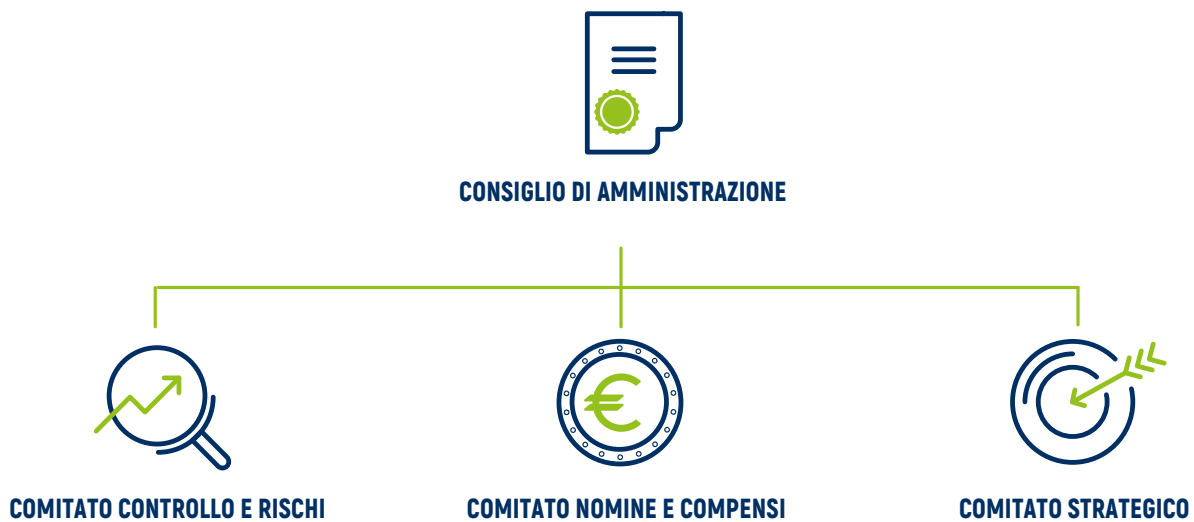 CONSIGLIO DI AMMINISTRAZIONE
€
COMITATO CONTROLLO E RISCHI
COMITATO NOMINE E COMPENSI
COMITATO STRATEGICO